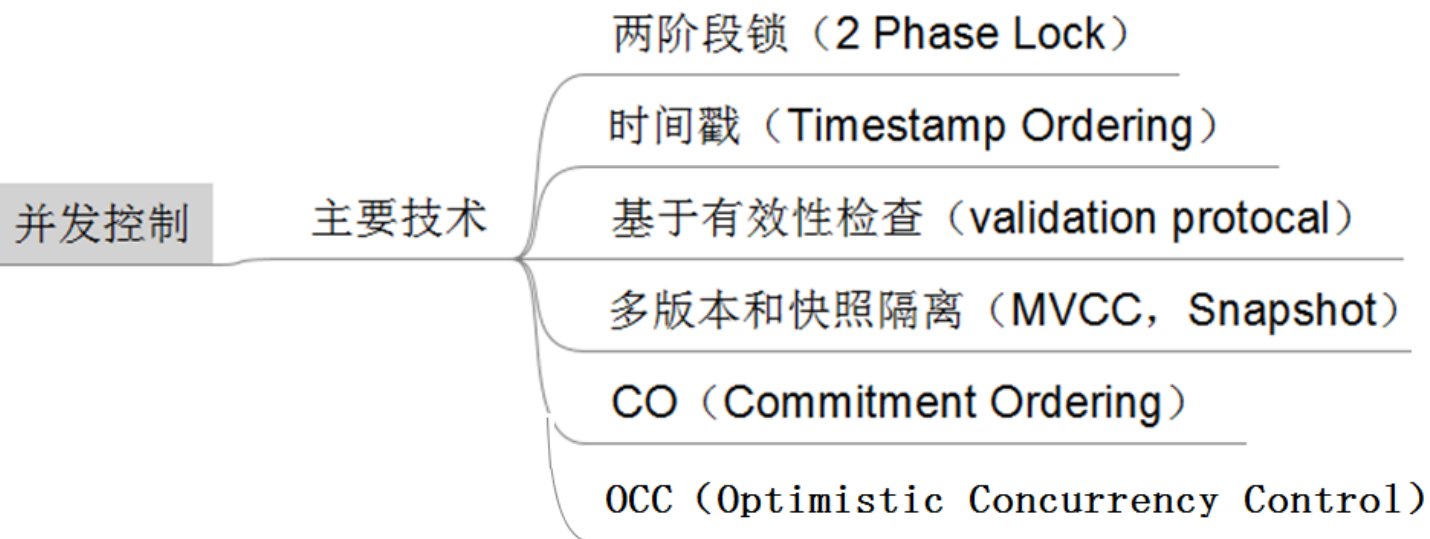 并发控制
主要技术
两阶段锁（2 Phase Lock）
时间戳（Timestamp Ordering）
基于有效性检查（validation protocal）
多版本和快照隔离（MVCC，Snapshot）
CO（Commitment Ordering）
OCC（Optimistic Concurrency Control）